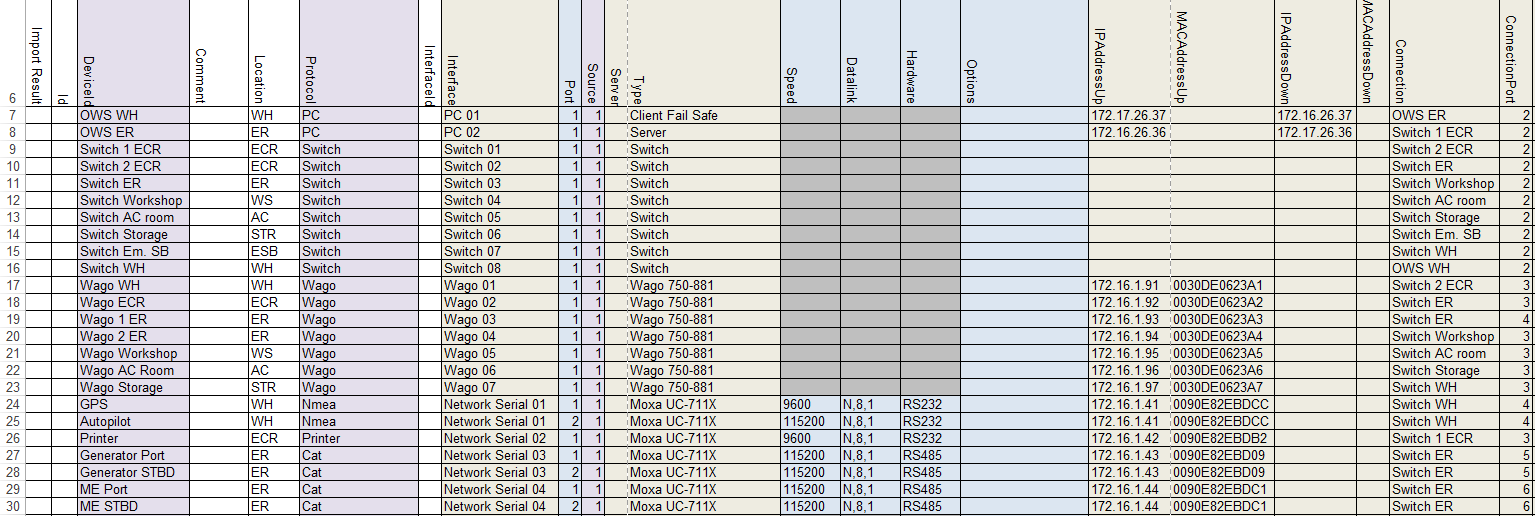 6 Import Result Id DeviceId Comment Location Protocol InterfaceId Interface Port Source Server Type Speed Datalink Hardware Options IPAddressUp MACAddressUp IPAddressDown MACAddressDown Connection ConnectionPort
7 OWS WH WH PC PC 01 1 1 Client Fail Safe 172.17.26.37 172.16.26.37 OWS ER 2
8 OWS ER ER PC PC 02 1 1 Server 172.16.26.36 172.17.26.36 Switch 1 ECR 2
9 Switch 1 ECR ECR Switch Switch 01 1 1 Switch Switch 2 ECR 2
10 Switch 2 ECR ECR Switch Switch 02 1 1 Switch Switch ER 2
11 Switch ER ER Switch Switch 03 1 1 Switch Switch Workshop 2
12 Switch Workshop WS Switch Switch 04 1 1 Switch Switch AC room 2
13 Switch AC room AC Switch Switch 05 1 1 Switch Switch Storage 2
14 Switch Storage STR Switch Switch 06 1 1 Switch Switch Em. SB 2
15 Switch Em. SB ESB Switch Switch 07 1 1 Switch Switch WH 2
16 Switch WH WH Switch Switch 08 1 1 Switch OWS WH 2
17 Wago WH WH Wago Wago 01 1 1 Wago 750-881 172.16.1.91 0030DE0623A1 Switch 2 ECR 3
18 Wago ECR ECR Wago Wago 02 1 1 Wago 750-881 172.16.1.92 0030DE0623A2 Switch ER 3
19 Wago 1 ER ER Wago Wago 03 1 1 Wago 750-881 172.16.1.93 0030DE0623A3 Switch ER 4
20 Wago 2 ER ER Wago Wago 04 1 1 Wago 750-881 172.16.1.94 0030DE0623A4 Switch Workshop 3
21 Wago Workshop WS Wago Wago 05 1 1 Wago 750-881 172.16.1.95 0030DE0623A5 Switch AC room 3
22 Wago AC Room AC Wago Wago 06 1 1 Wago 750-881 172.16.1.96 0030DE0623A6 Switch Storage 3
23 Wago Storage STR Wago Wago 07 1 1 Wago 750-881 172.16.1.97 0030DE0623A7 Switch WH 3
24 GPS WH Nmea Network Serial 01 1 1 Moxa UC-711X 9600 N,8,1 RS232 172.16.1.41 0090E82EBDCC Switch WH 4
25 Autopilot WH Nmea Network Serial 01 2 1 Moxa UC-711X 115200 N,8,1 RS232 172.16.1.41 0090E82EBDCC Switch WH 4
26 Printer ECR Printer Network Serial 02 1 1 Moxa UC-711X 9600 N,8,1 RS232 172.16.1.42 0090E82EBDB2 Switch 1 ECR 3
27 Generator Port ER Cat Network Serial 03 1 1 Moxa UC-711X 115200 N,8,1 RS485 172.16.1.43 0090E82EBD09 Switch ER 5
28 Generator STBD ER Cat Network Serial 03 2 1 Moxa UC-711X 115200 N,8,1 RS485 172.16.1.43 0090E82EBD09 Switch ER 5
29 ME Port ER Cat Network Serial 04 1 1 Moxa UC-711X 115200 N,8,1 RS485 172.16.1.44 0090E82EBDC1 Switch ER 6
30 ME STBD ER Cat Network Serial 04 2 1 Moxa UC-711X 115200 N,8,1 RS485 172.16.1.44 0090E82EBDC1 Switch ER 6